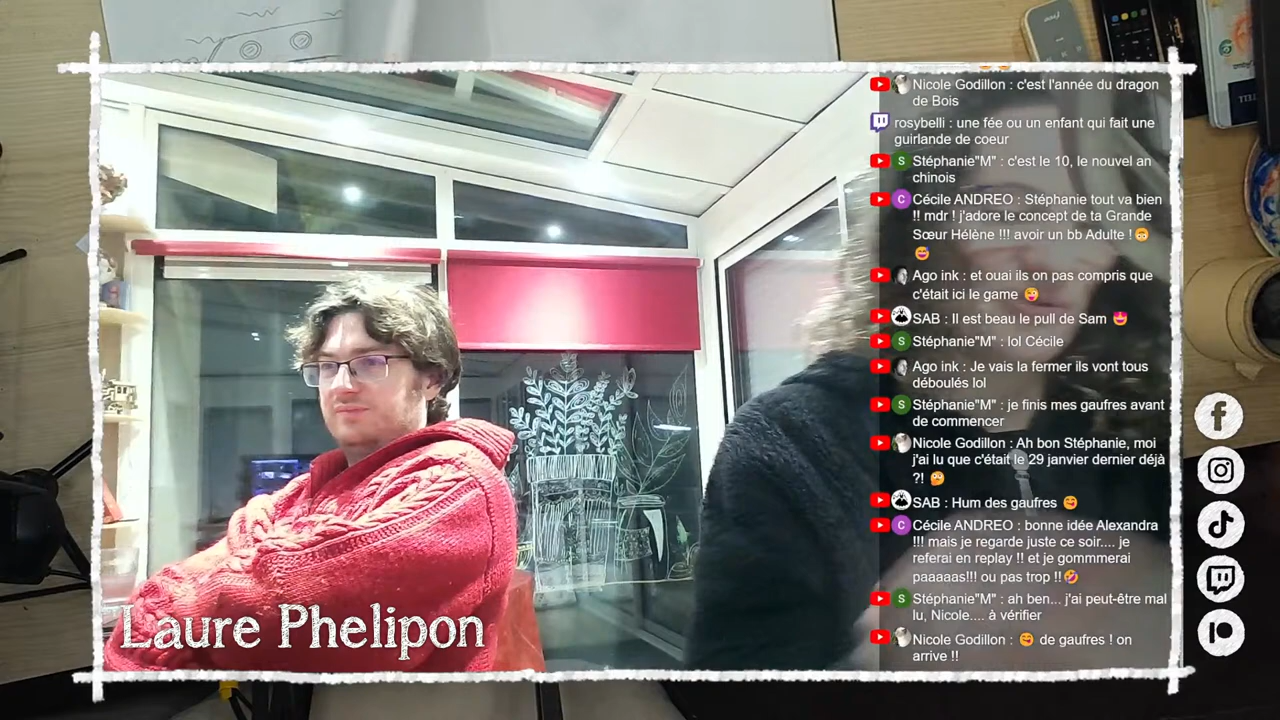 Nicole Godillon : c'est l'année du dragon
de Bois
rosybelli : une fée ou un enfant qui fait une
guirlande de coeur
S Stéphanie"M" : c'est le 10, le nouvel an
chinois
C Cécile ANDREO : Stéphanie tout va bien
!! mdr ! j'adore le concept de ta Grande
Sœur Hélène !!! avoir un bb Adulte ! 🤭
😅
Ago ink : et ouai ils on pas compris que
c'était ici le game 😜
SAB : Il est beau le pull de Sam 🤩
S Stéphanie"M" : lol Cécile
Ago ink : Je vais la fermer ils vont tous
déboulés lol
S Stéphanie"M" : je finis mes gaufres avant
de commencer
Nicole Godillon : Ah bon Stéphanie, moi
j'ai lu que c'était le 29 janvier dernier déjà
?! 🤔
SAB : Hum des gaufres 😋
C Cécile ANDREO : bonne idée Alexandra
!!! mais je regarde juste ce soir.... je
referai en replay !! et je gommmerai
paaaaas!!! ou pas trop !!🤣
S Stéphanie"M" : ah ben... j'ai peut-être mal
lu, Nicole.... à vérifier
Nicole Godillon : 😋 de gaufres ! on
arrive !!
Laure Phelipon